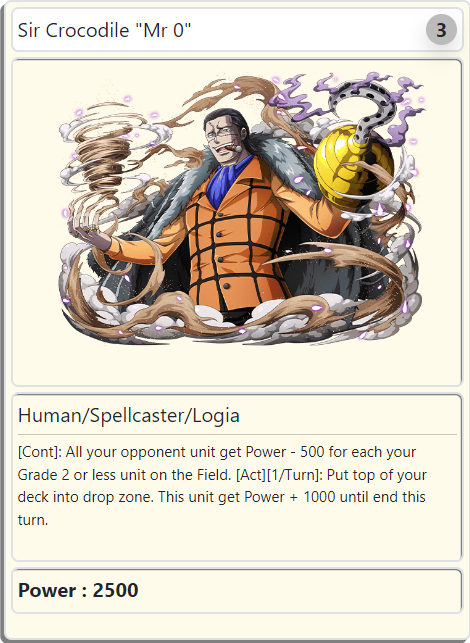 Sir Crocodile "Mr 0"
3
Human/Spellcaster/Logia
[Cont]: All your opponent unit get Power - 500 for each your
Grade 2 or less unit on the Field. [Act][1/Turn]: Put top of your
deck into drop zone. This unit get Power + 1000 until end this
turn.
Power : 2500